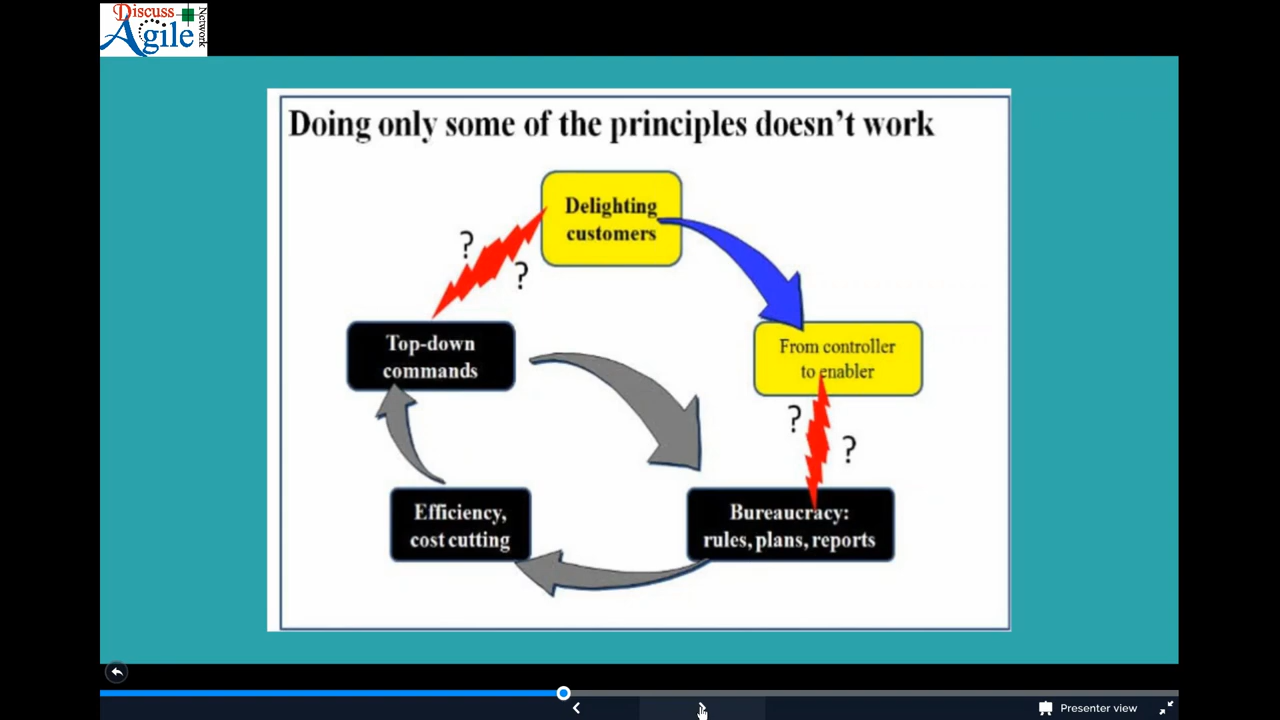 Discuss
Agile
Network
Doing only some of the principles doesn't work
Delighting
customers
?
?
Top-down
commands
From controller
to enabler
?
?
Efficiency,
cost cutting
Bureaucracy:
rules, plans, reports
Presenter view